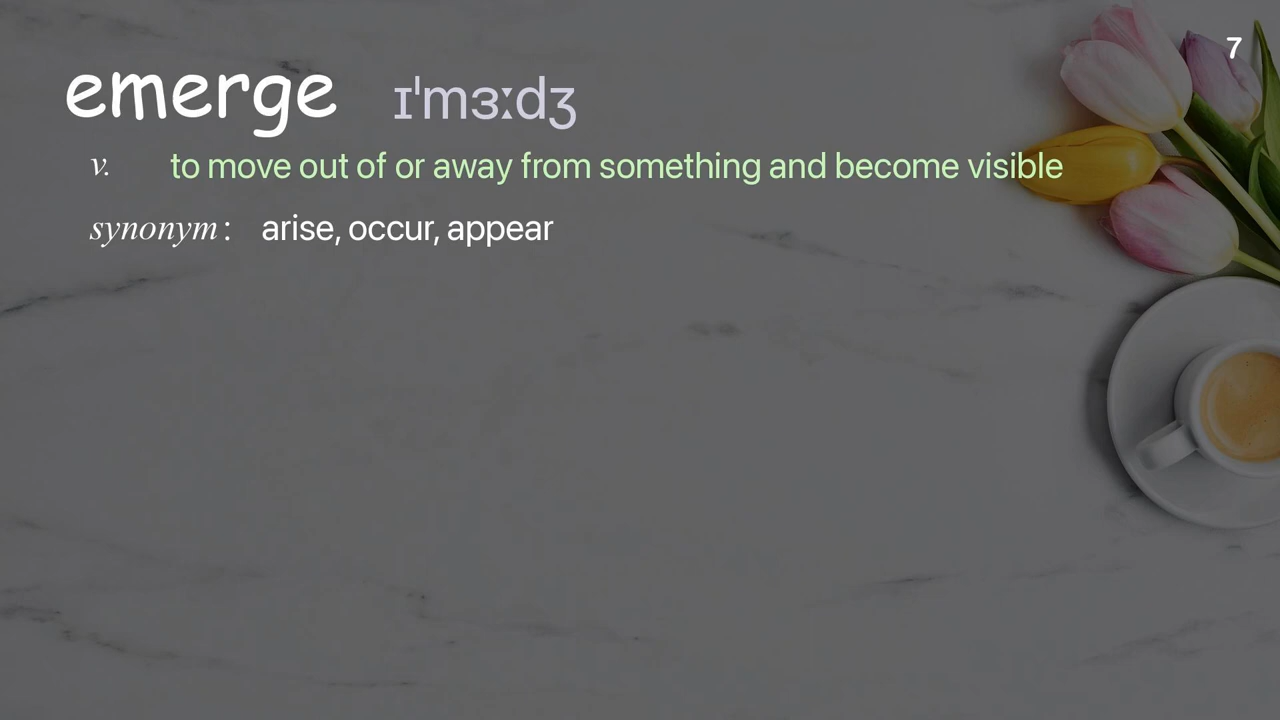 7
emerge ɪˈmɜːdʒ
v. to move out of or away from something and become visible
synonym: arise, occur, appear